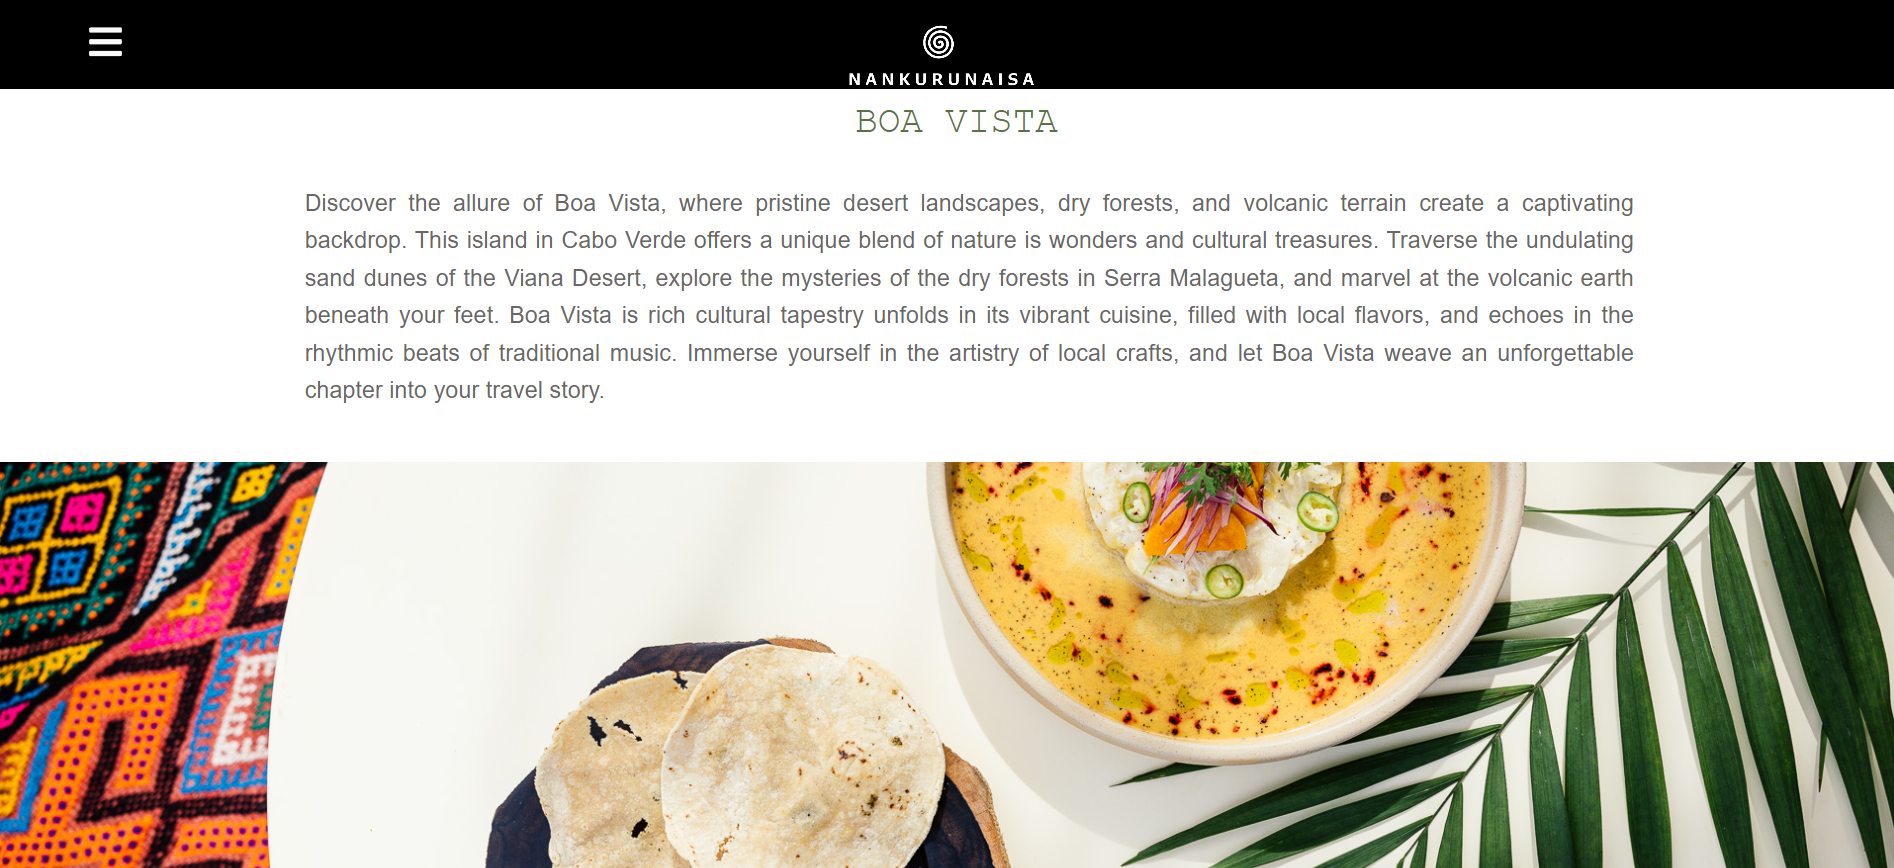 NANKURUNAISA
BOA VISTA
Discover the allure of Boa Vista, where pristine desert landscapes, dry forests, and volcanic terrain create a captivating
backdrop. This island in Cabo Verde offers a unique blend of nature is wonders and cultural treasures. Traverse the undulating
sand dunes of the Viana Desert, explore the mysteries of the dry forests in Serra Malagueta, and marvel at the volcanic earth
beneath your feet. Boa Vista is rich cultural tapestry unfolds in its vibrant cuisine, filled with local flavors, and echoes in the
rhythmic beats of traditional music. Immerse yourself in the artistry of local crafts, and let Boa Vista weave an unforgettable
chapter into your travel story.